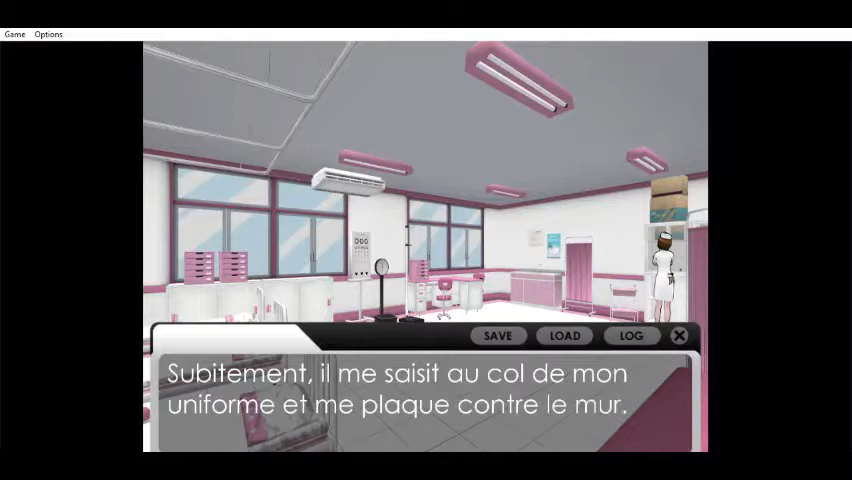 Game Options
SAVE LOAD LOG
Subitement, il me saisit au col de mon
uniforme et me plaque contre le mur.